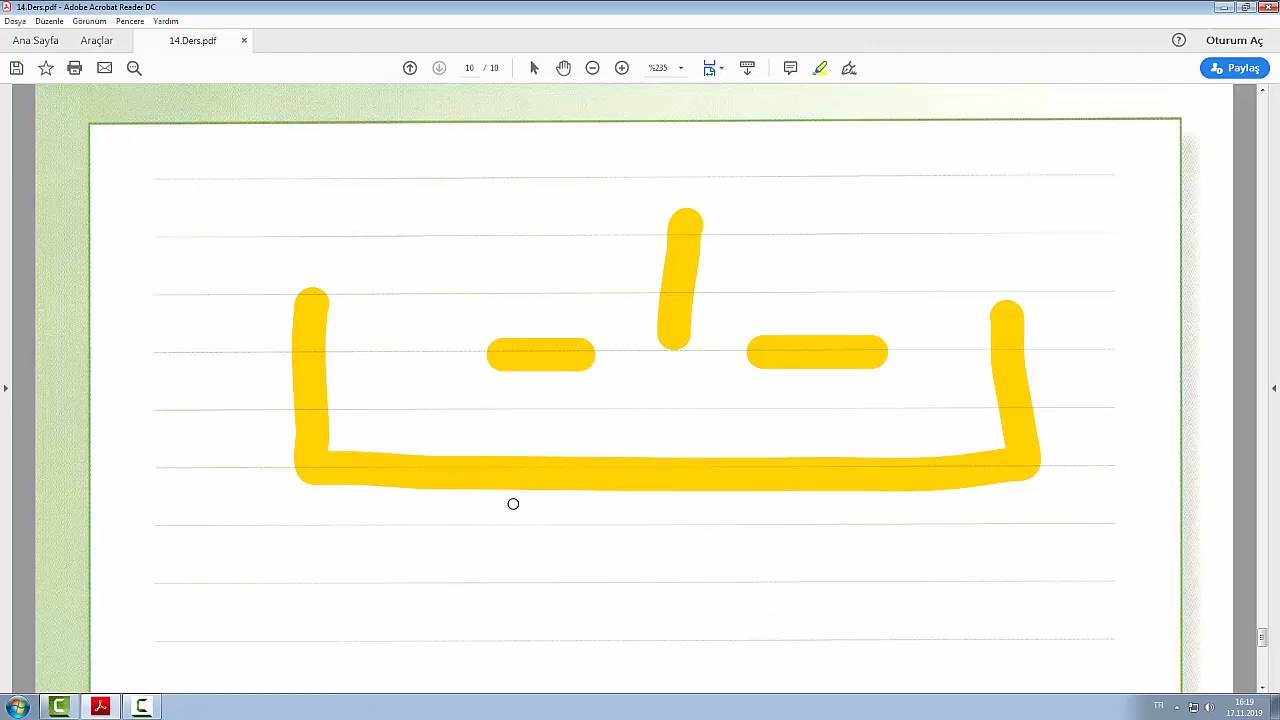 14.Ders.pdf - Adobe Acrobat Reader DC
Dosya Düzenle Görünüm Pencere Yardım
Ana Sayfa Araçlar 14.Ders.pdf × ? Oturum Aç
10 / 10 %235 Paylaş
TR 16:19
17.11.2019